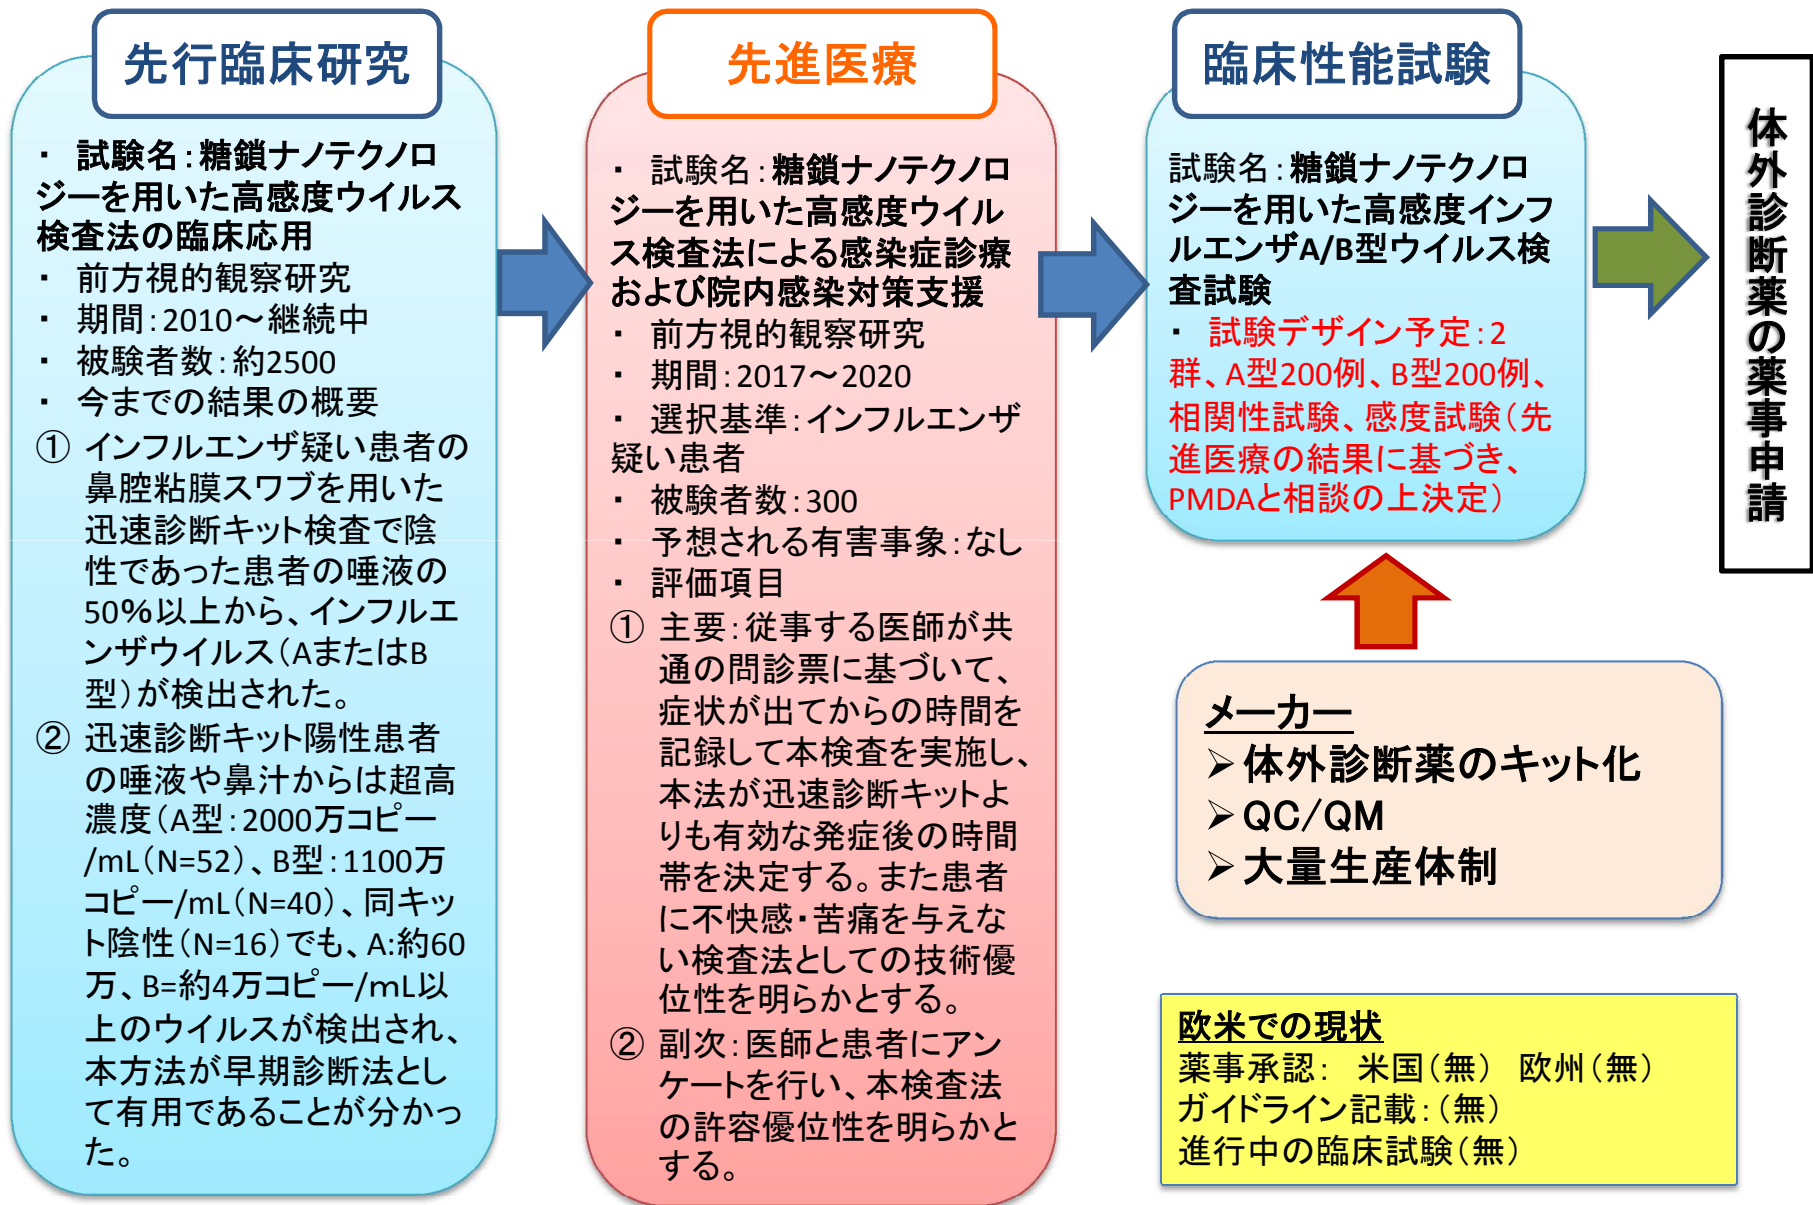 先行臨床研究
・ 試験名：糖鎖ナノテクノロ
ジーを用いた高感度ウイルス
検査法の臨床応用
・ 前方視的観察研究
・ 期間：2010～継続中
・ 被験者数：約2500
・ 今までの結果の概要
① インフルエンザ疑い患者の
鼻腔粘膜スワブを用いた
迅速診断キット検査で陰
性であった患者の唾液の
50%以上から、インフルエ
ンザウイルス（AまたはB
型）が検出された。
② 迅速診断キット陽性患者
の唾液や鼻汁からは超高
濃度（A型：2000万コピー
/mL（N=52）、B型：1100万
コピー/mL（N=40）、同キッ
ト陰性（N=16）でも、A:約60
万、B=約4万コピー/mL以
上のウイルスが検出され、
本方法が早期診断法とし
て有用であることが分かっ
た。
先進医療
・ 試験名：糖鎖ナノテクノロ
ジーを用いた高感度ウイル
ス検査法による感染症診療
および院内感染対策支援
・ 前方視的観察研究
・ 期間：2017～2020
・ 選択基準：インフルエンザ
疑い患者
・ 被験者数：300
・ 予想される有害事象：なし
・ 評価項目
① 主要：従事する医師が共
通の問診票に基づいて、
症状が出てからの時間を
記録して本検査を実施し、
本法が迅速診断キットよ
りも有効な発症後の時間
帯を決定する。また患者
に不快感・苦痛を与えな
い検査法としての技術優
位性を明らかとする。
② 副次：医師と患者にアン
ケートを行い、本検査法
の許容優位性を明らかと
する。
臨床性能試験
試験名：糖鎖ナノテクノロ
ジーを用いた高感度インフ
ルエンザA/B型ウイルス検
査試験
・ 試験デザイン予定：2
群、A型200例、B型200例、
相関性試験、感度試験（先
進医療の結果に基づき、
PMDAと相談の上決定）
体外診断薬の薬事申請
メーカー
➢体外診断薬のキット化
➢QC/QM
➢大量生産体制
欧米での現状
薬事承認： 米国（無） 欧州（無）
ガイドライン記載：（無）
進行中の臨床試験（無）